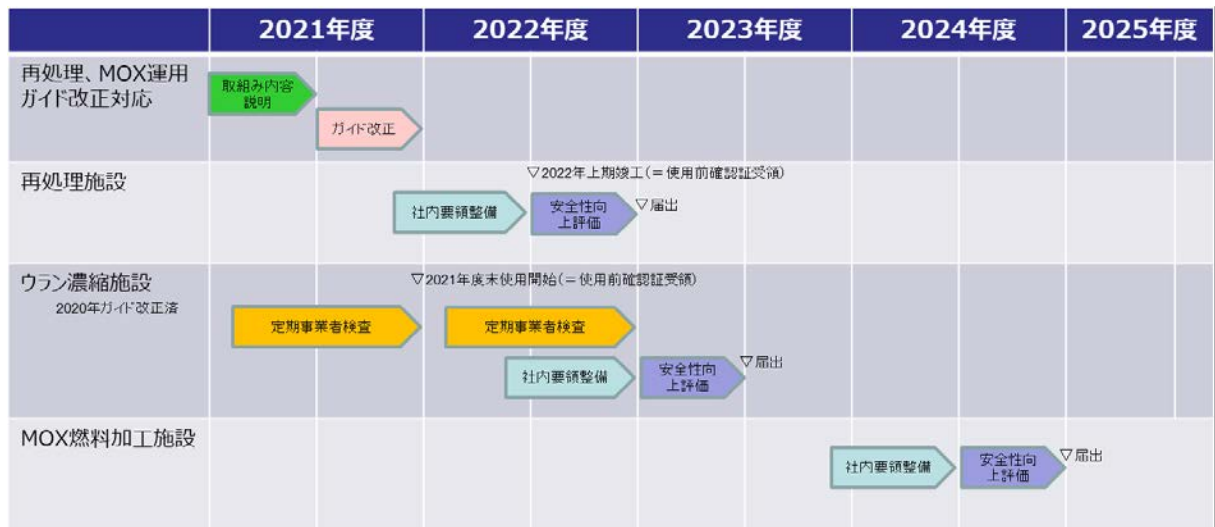 2021年度 2022年度 2023年度 2024年度 2025年度
再処理、MOX運用
ガイド改正対応
取組み内容
説明
ガイド改正
再処理施設
▽2022年上期竣工(=使用前確認証受領)
社内要領整備
安全性向
上評価
▽届出
ウラン濃縮施設
2020年ガイド改正済
▽2021年度末使用開始(=使用前確認証受領)
定期事業者検査
定期事業者検査
社内要領整備
安全性向
上評価
▽届出
MOX燃料加工施設
社内要領整備
安全性向
上評価
▽届出